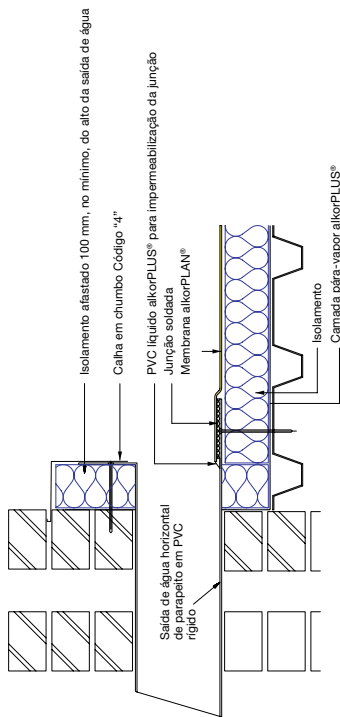 Isolamento afastado 100 mm, no mínimo, do alto da saída de água
Calha em chumbo Código “4”
PVC líquido alkorPLUS® para impermeabilização da junção
Junção soldada
Membrana alkorPLAN®
Saída de água horizontal
de parapeito em PVC
rígido
Isolamento
Camada pára-vapor alkorPLUS®